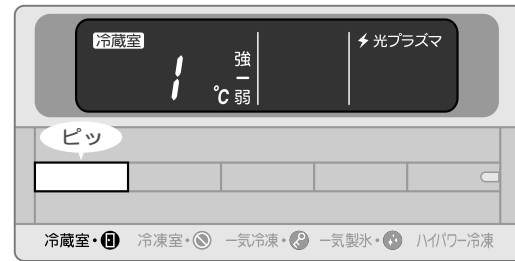 冷蔵室
1 ℃
強
弱
光プラズマ
ピッ
冷蔵室・ 冷凍室・ 一気冷凍・ 一気製氷・ ハイパワー冷凍